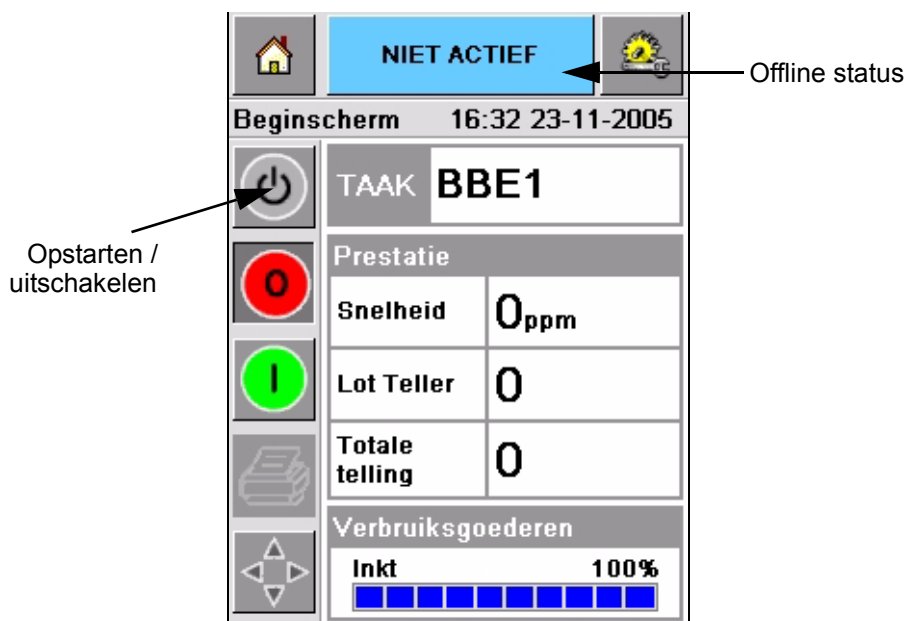 NIET ACTIEF
Offline status
Beginscherm 16:32 23-11-2005
TAAK BBE1
Opstarten /
uitschakelen
Prestatie
O
Snelheid 0ppm
I
Lot Teller 0
Totale
telling 0
Verbruiksgoederen
Inkt 100%